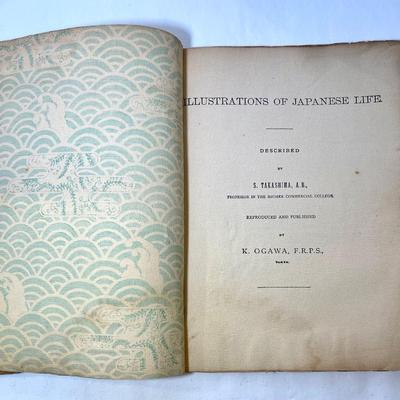 ILLUSTRATIONS OF JAPANESE LIFE.
DESCRIBED
BY
S. TAKASHIMA, A.B.,
PROFESSOR IN THE HIGHER COMMERCIAL COLLEGE.
REPRODUCED AND PUBLISHED
BY
K. OGAWA, F.R.P.S.,
TOKYO.